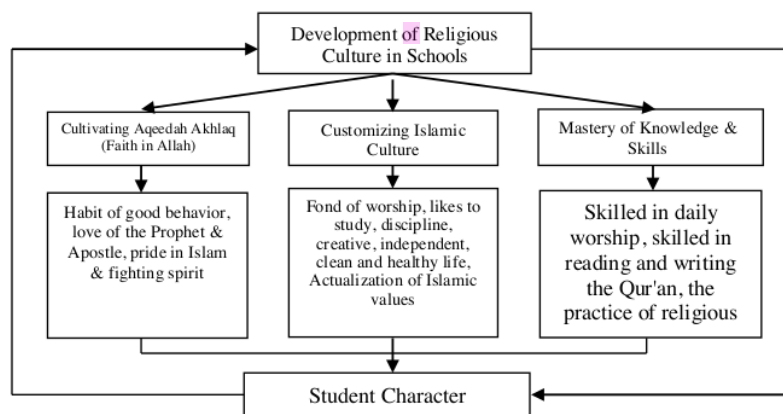 Development of Religious
Culture in Schools
Cultivating Aqeedah Akhlaq
(Faith in Allah)
Customizing Islamic
Culture
Mastery of Knowledge &
Skills
Habit of good behavior,
love of the Prophet &
Apostle, pride in Islam
& fighting spirit
Fond of worship, likes to
study, discipline,
creative, independent,
clean and healthy life,
Actualization of Islamic
values
Skilled in daily
worship, skilled in
reading and writing
the Qur'an, the
practice of religious
Student Character